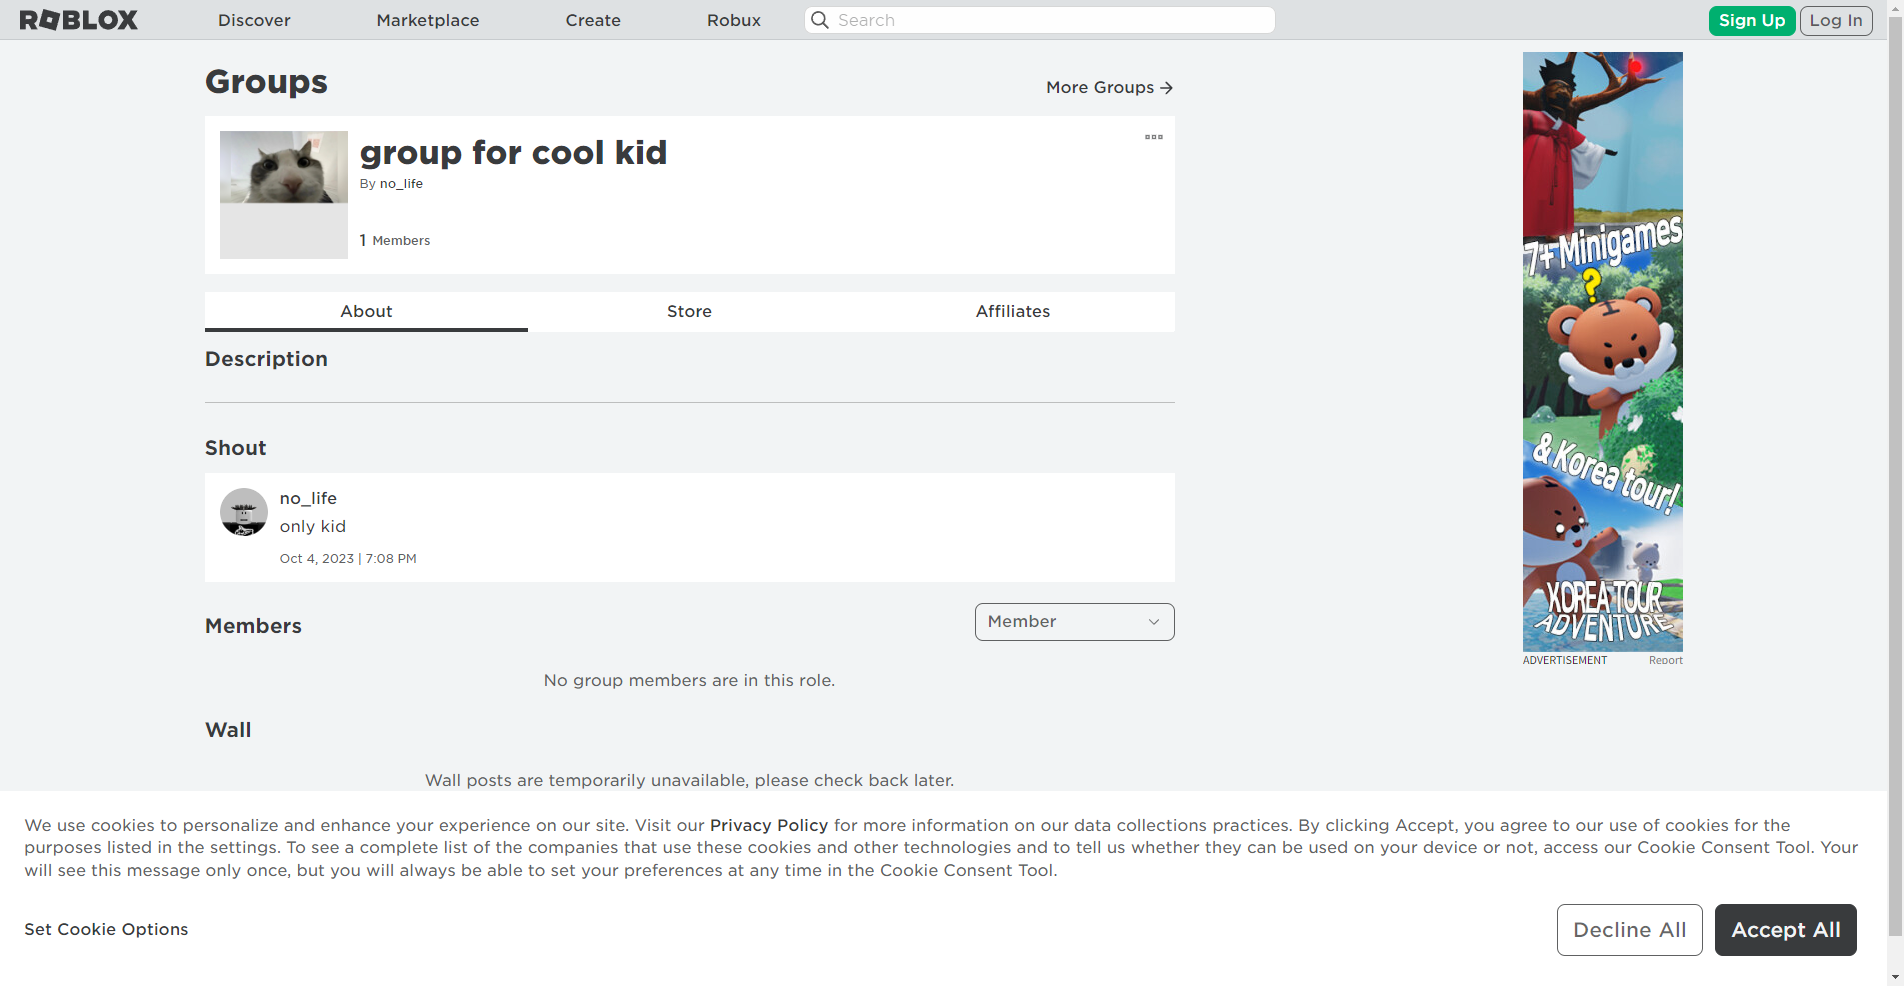 ROBLOX
Discover
Marketplace
Create
Robux
Search
Sign Up
Log In
Groups
More Groups
group for cool kid
By no_life
1 Members
About
Store
Affiliates
Description
Shout
no_life
only kid
Oct 4, 2023 | 7:08 PM
Members
Member
No group members are in this role.
Wall
Wall posts are temporarily unavailable, please check back later.
7+ Minigames
?
& Korea tour!
KOREA TOUR
ADVENTURE
ADVERTISEMENT
Report
We use cookies to personalize and enhance your experience on our site. Visit our Privacy Policy for more information on our data collections practices. By clicking Accept, you agree to our use of cookies for the
purposes listed in the settings. To see a complete list of the companies that use these cookies and other technologies and to tell us whether they can be used on your device or not, access our Cookie Consent Tool. Your
will see this message only once, but you will always be able to set your preferences at any time in the Cookie Consent Tool.
Set Cookie Options
Decline All
Accept All